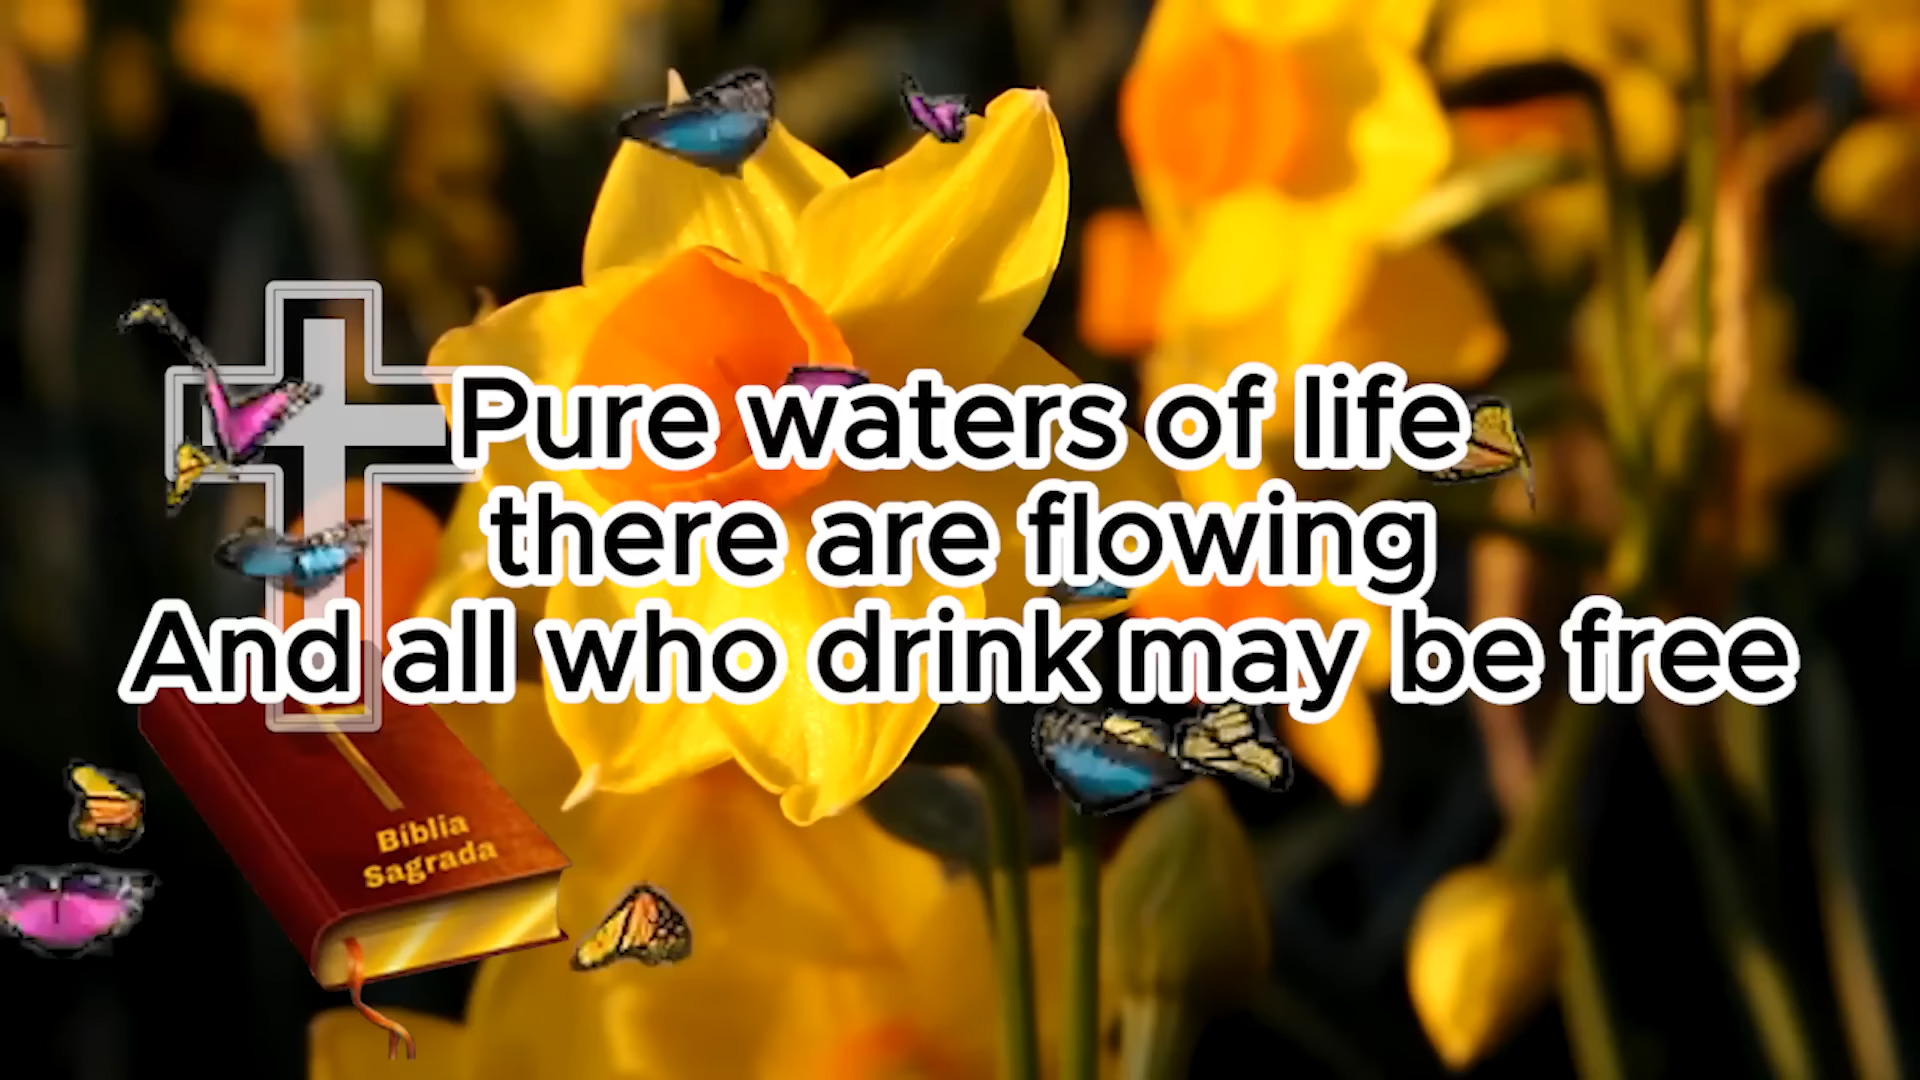 Pure waters of life
there are flowing
And all who drink may be free
Bíblia
Sagrada